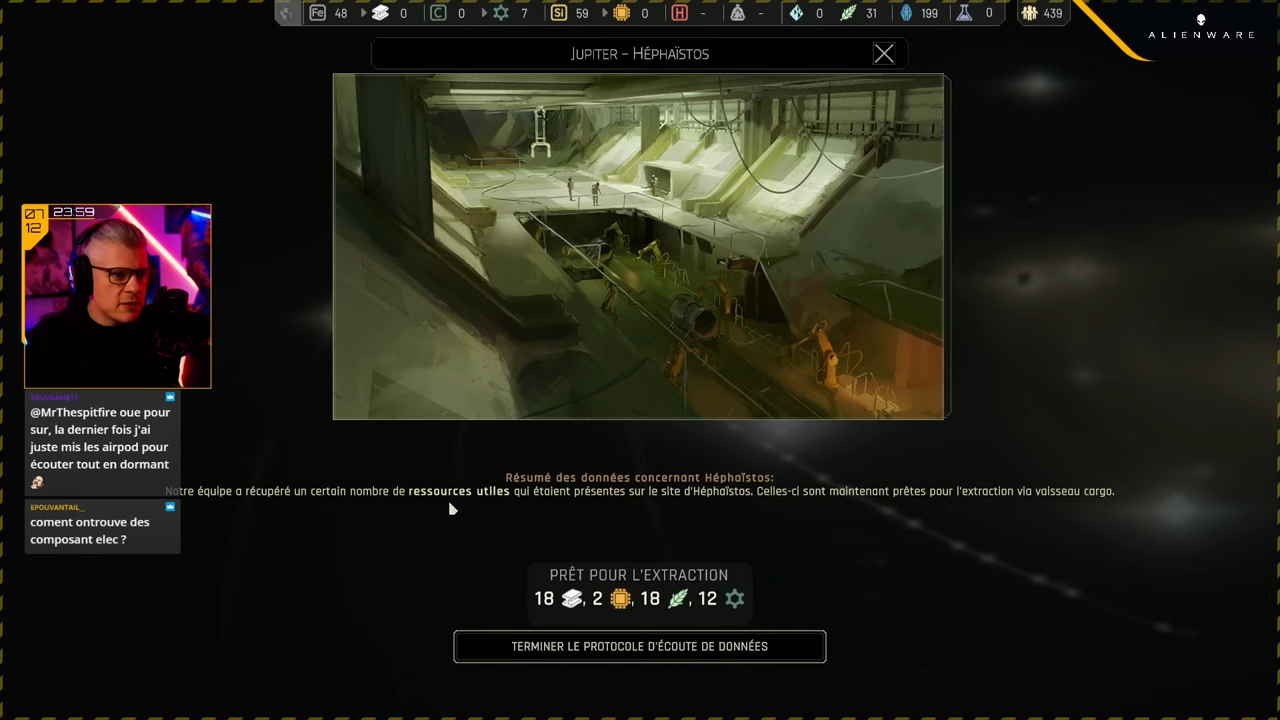 Fe 48 0 C 0 7 Si 59 0 H - - 0 31 199 0 439
ALIENWARE
JUPITER – HÉPHAÏSTOS
07
12
23:59
@MrThespitfire oue pour
sur, la dernier fois j'ai
juste mis les airpod pour
écouter tout en dormant
EPOUVANTAIL_
coment ontrouve des
composant elec ?
Résumé des données concernant Héphaïstos:
Notre équipe a récupéré un certain nombre de ressources utiles qui étaient présentes sur le site d'Héphaïstos. Celles-ci sont maintenant prêtes pour l'extraction via vaisseau cargo.
PRÊT POUR L'EXTRACTION
18 , 2 , 18 , 12
TERMINER LE PROTOCOLE D'ÉCOUTE DE DONNÉES